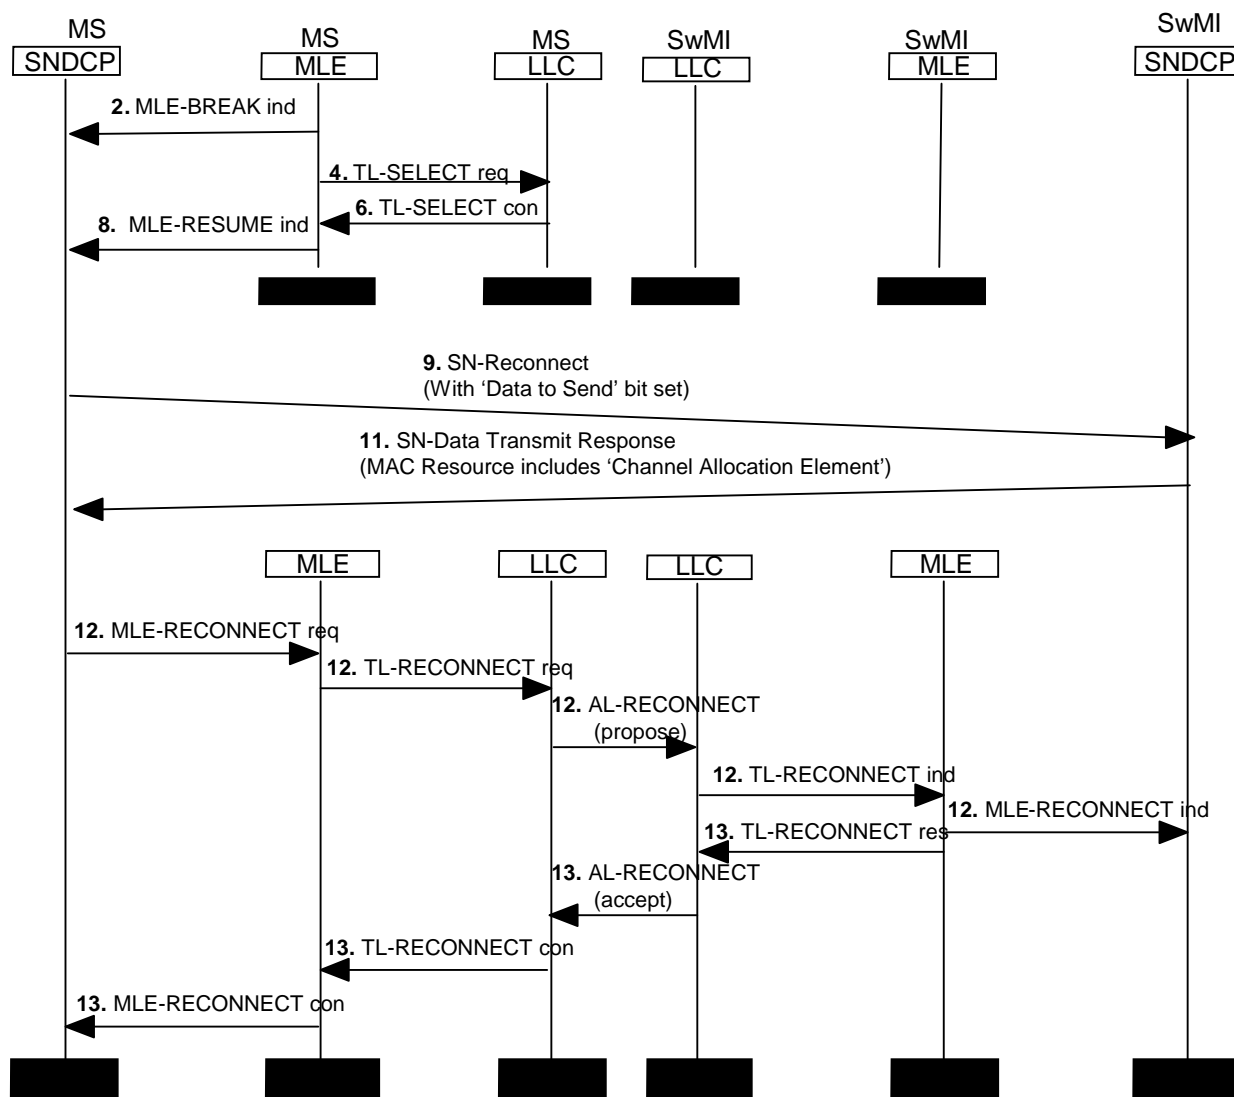 MS
MS
MS
SwMI
SwMI
SwMI
SNDCP
MLE
LLC
LLC
MLE
SNDCP
2. MLE-BREAK ind
4. TL-SELECT req
6. TL-SELECT con
8. MLE-RESUME ind
9. SN-Reconnect
(With ‘Data to Send’ bit set)
11. SN-Data Transmit Response
(MAC Resource includes ‘Channel Allocation Element’)
MLE
LLC
LLC
MLE
12. MLE-RECONNECT req
12. TL-RECONNECT req
12. AL-RECONNECT
(propose)
12. TL-RECONNECT ind
12. MLE-RECONNECT ind
13. TL-RECONNECT res
13. AL-RECONNECT
(accept)
13. TL-RECONNECT con
13. MLE-RECONNECT con